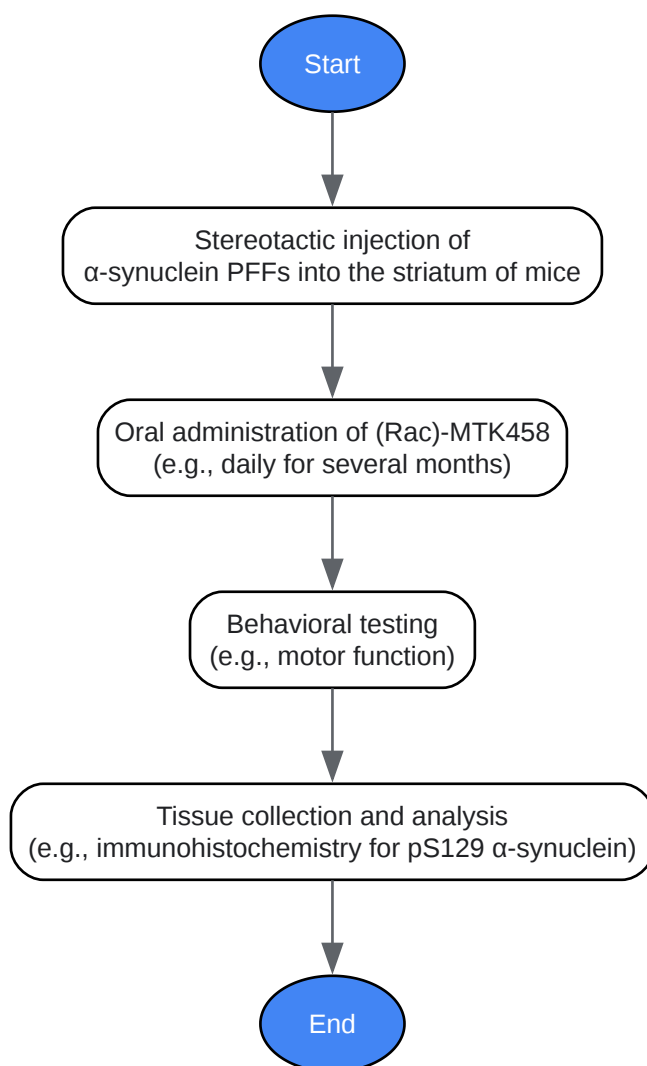 Start
Stereotactic injection of
α-synuclein PFFs into the striatum of mice
Oral administration of (Rac)-MTK458
(e.g., daily for several months)
Behavioral testing
(e.g., motor function)
Tissue collection and analysis
(e.g., immunohistochemistry for pS129 α-synuclein)
End